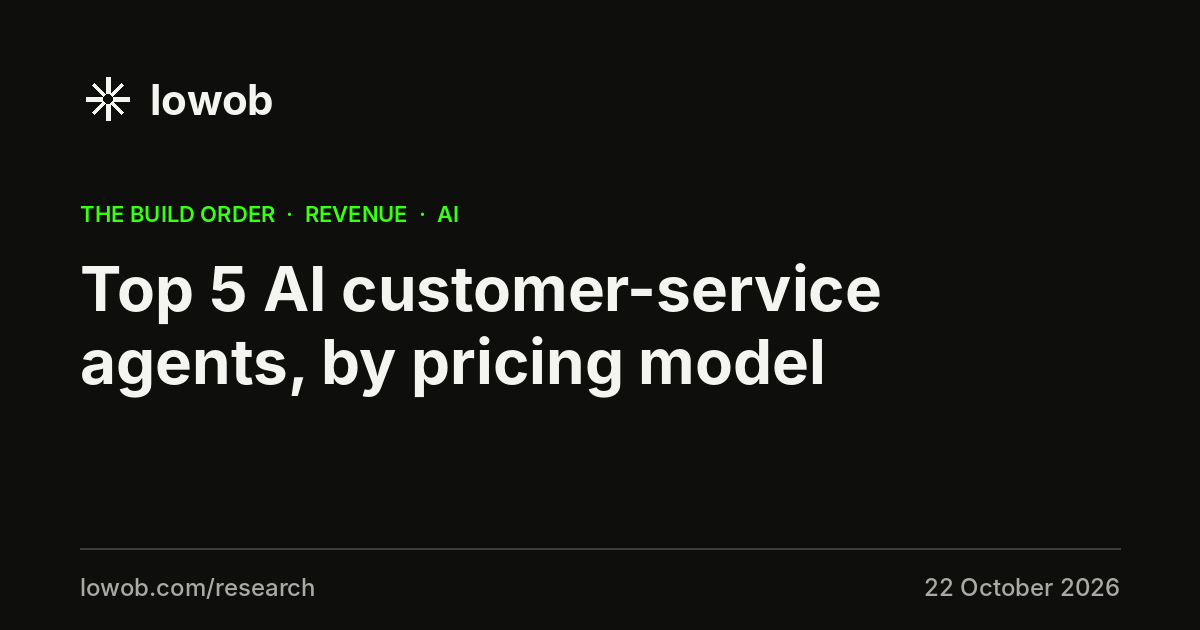 lowob
THE BUILD ORDER · REVENUE · AI
Top 5 AI customer-service
agents, by pricing model
lowob.com/research
22 October 2026